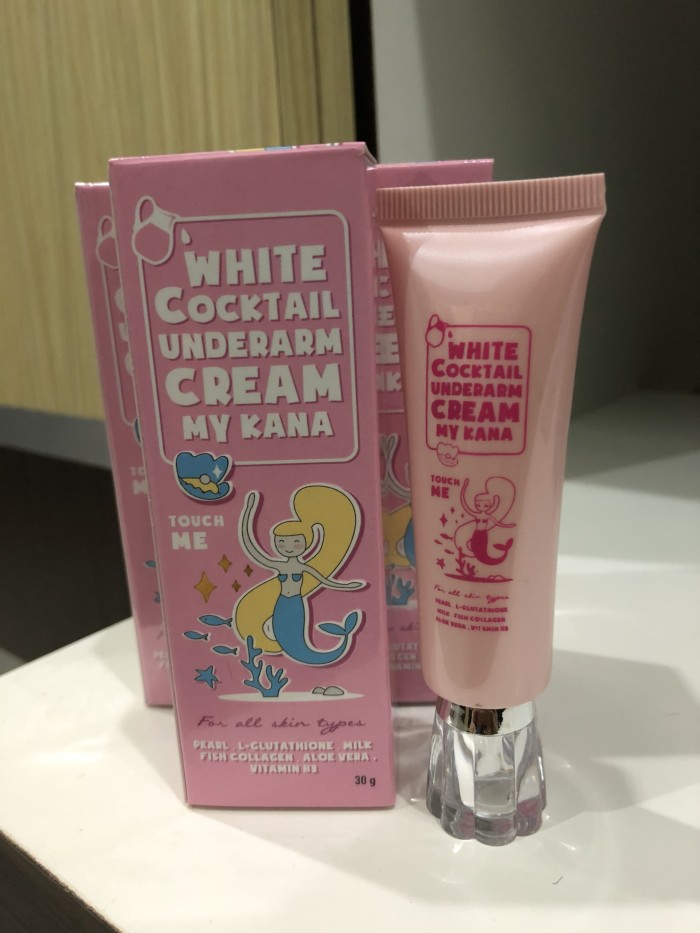 WHITE
COCKTAIL
UNDERARM
CREAM
MY KANA
TOUCH
ME
For all skin types
PEARL . L-GLUTATHIONE . MILK
FISH COLLAGEN . ALOE VERA .
VITAMIN B3
30 g
WHITE
COCKTAIL
UNDERARM
CREAM
MY KANA
TOUCH
ME
For all skin types
PEARL . L-GLUTATHIONE
MILK . FISH COLLAGEN
ALOE VERA . VITAMIN B3